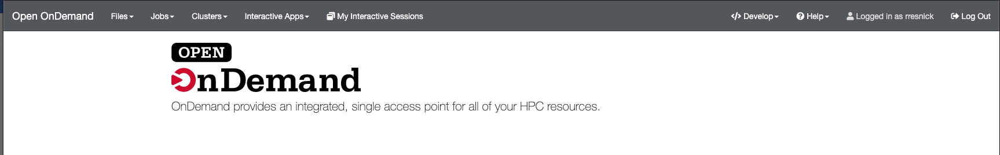 Open OnDemand Files Jobs Clusters Interactive Apps My Interactive Sessions Develop Help Logged in as rresnick Log Out
OPEN
OnDemand
OnDemand provides an integrated, single access point for all of your HPC resources.